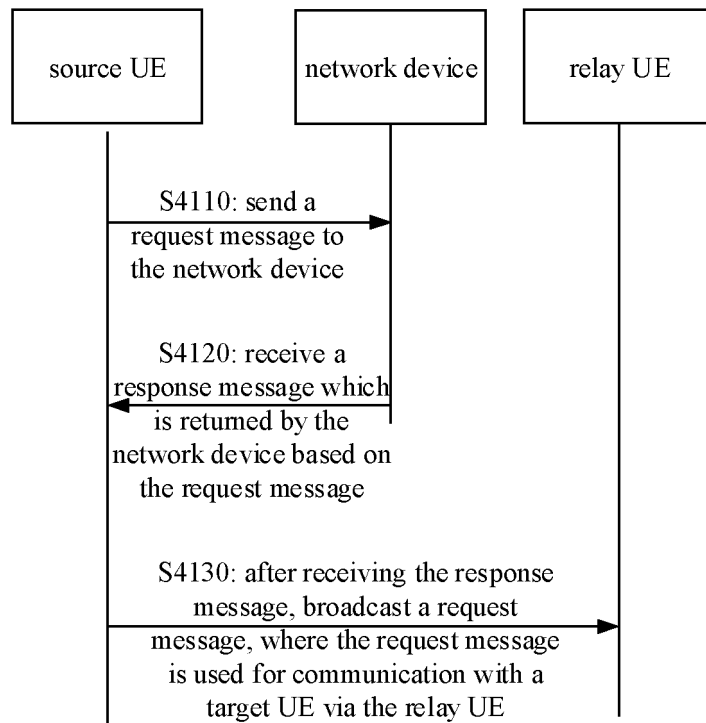 source UE
network device
relay UE
S4110: send a
request message to
the network device
S4120: receive a
response message which
is returned by the
network device based on
the request message
S4130: after receiving the response
message, broadcast a request
message, where the request message
is used for communication with a
target UE via the relay UE